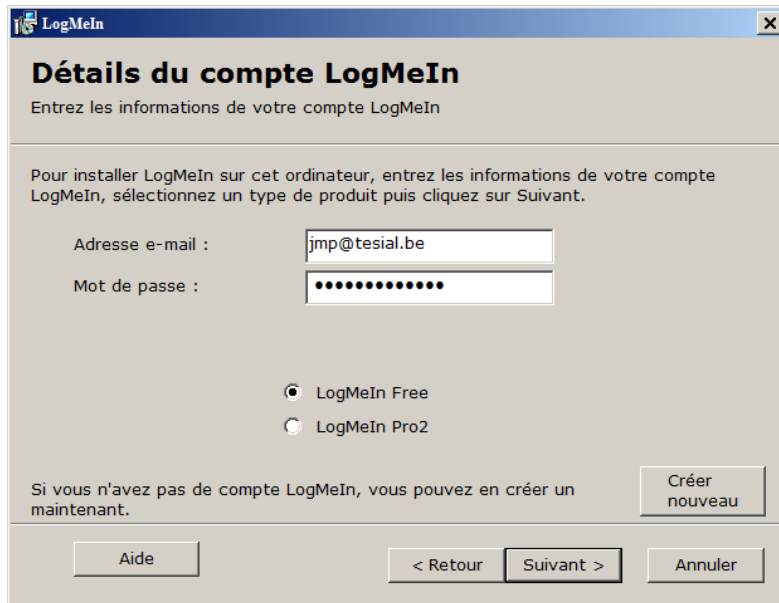 LogMeIn
Détails du compte LogMeIn
Entrez les informations de votre compte LogMeIn
Pour installer LogMeIn sur cet ordinateur, entrez les informations de votre compte
LogMeIn, sélectionnez un type de produit puis cliquez sur Suivant.
Adresse e-mail : jmp@tesial.be
Mot de passe : •••••••••••••
LogMeIn Free
LogMeIn Pro2
Si vous n'avez pas de compte LogMeIn, vous pouvez en créer un
maintenant.
Créer
nouveau
Aide < Retour Suivant > Annuler